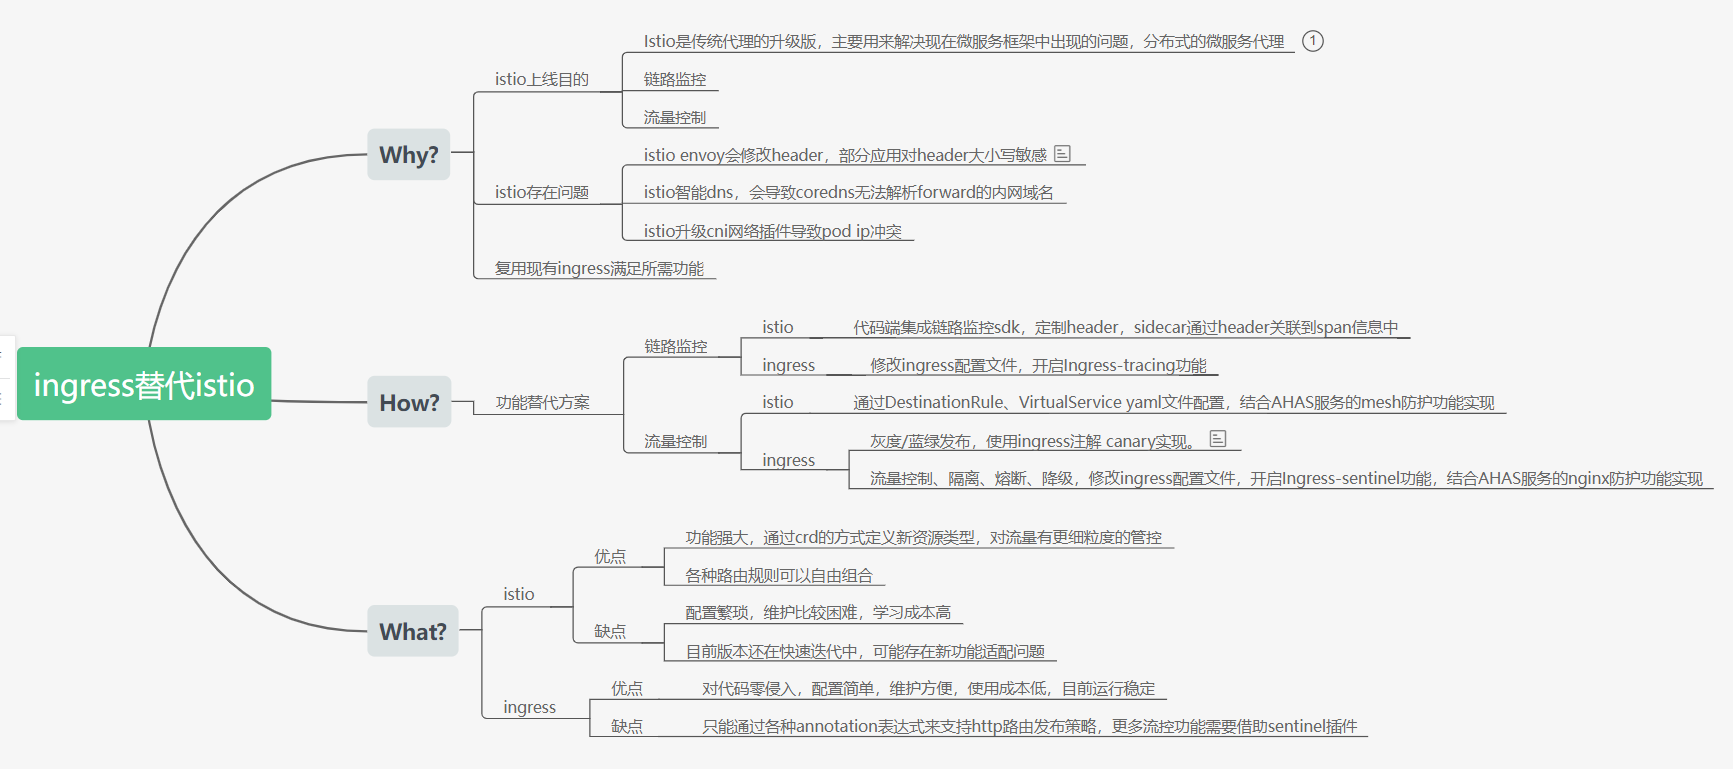 ingress替代istio
Why?
istio上线目的
Istio是传统代理的升级版，主要用来解决现在微服务框架中出现的问题，分布式的微服务代理
1
链路监控
流量控制
istio存在问题
istio envoy会修改header，部分应用对header大小写敏感
istio智能dns，会导致coredns无法解析forward的内网域名
istio升级cni网络插件导致pod ip冲突
复用现有ingress满足所需功能
How?
功能替代方案
链路监控
istio
代码端集成链路监控sdk，定制header，sidecar通过header关联到span信息中
ingress
修改ingress配置文件，开启Ingress-tracing功能
流量控制
istio
通过DestinationRule、VirtualService yaml文件配置，结合AHAS服务的mesh防护功能实现
ingress
灰度/蓝绿发布，使用ingress注解 canary实现。
流量控制、隔离、熔断、降级，修改ingress配置文件，开启Ingress-sentinel功能，结合AHAS服务的nginx防护功能实现
What?
istio
优点
功能强大，通过crd的方式定义新资源类型，对流量有更细粒度的管控
各种路由规则可以自由组合
缺点
配置繁琐，维护比较困难，学习成本高
目前版本还在快速迭代中，可能存在新功能适配问题
ingress
优点
对代码零侵入，配置简单，维护方便，使用成本低，目前运行稳定
缺点
只能通过各种annotation表达式来支持http路由发布策略，更多流控功能需要借助sentinel插件